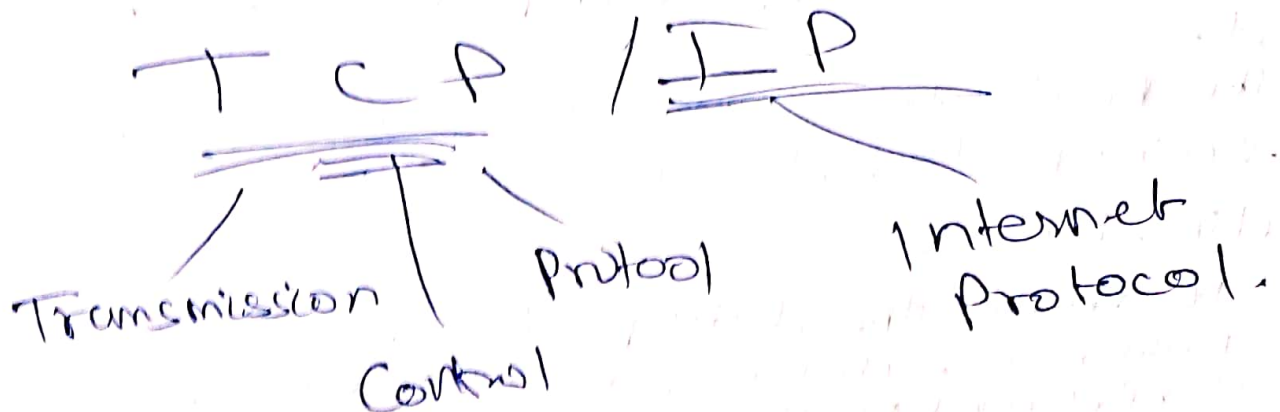 TCP / IP
Transmission
Control
Protool
Internet
Protocol.